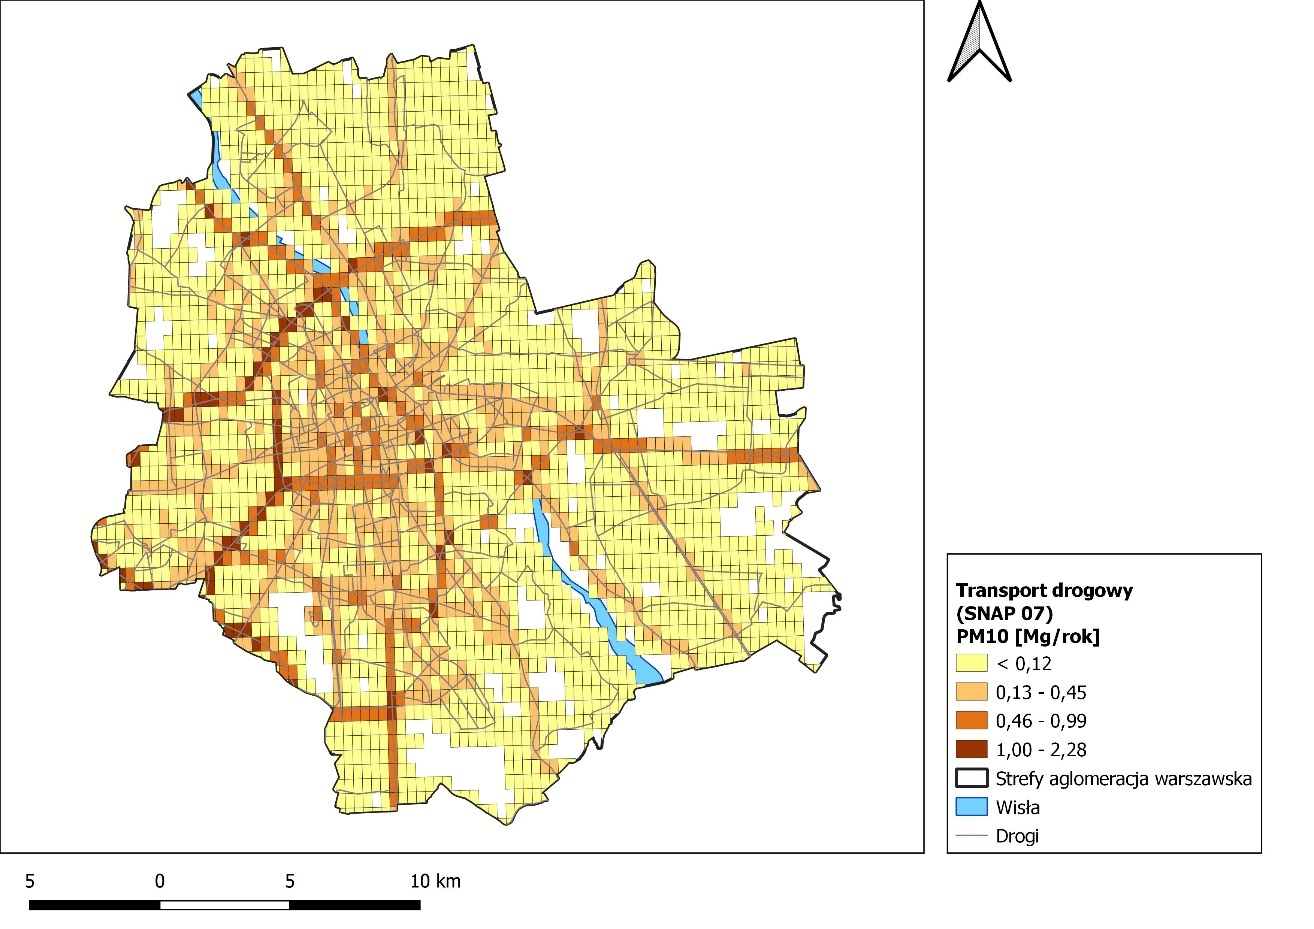 Transport drogowy
(SNAP 07)
PM10 [Mg/rok]
< 0,12
0,13 - 0,45
0,46 - 0,99
1,00 - 2,28
Strefy aglomeracja warszawska
Wisła
Drogi
5 0 5 10 km